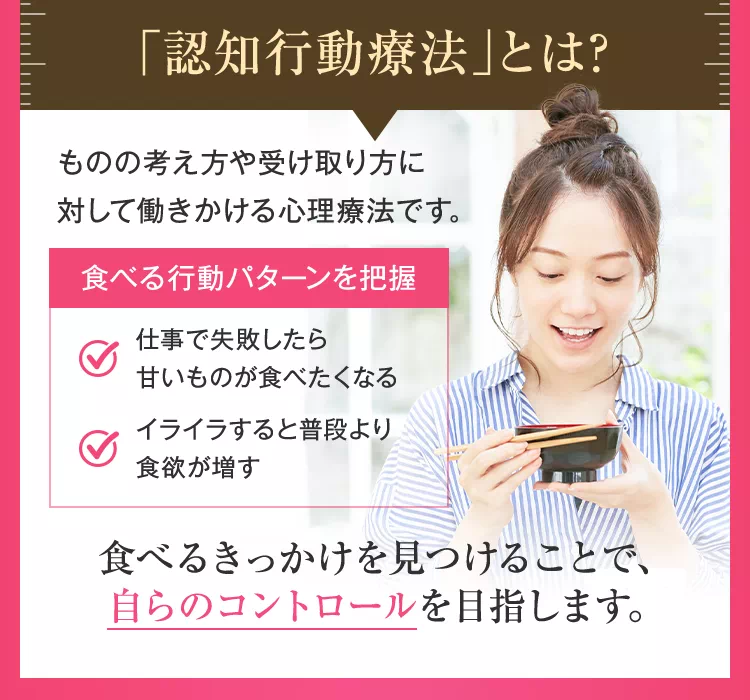 「認知行動療法」とは?
ものの考え方や受け取り方に
対して働きかける心理療法です。
食べる行動パターンを把握
仕事で失敗したら
甘いものが食べたくなる
イライラすると普段より
食欲が増す
食べるきっかけを見つけることで、
自らのコントロールを目指します。